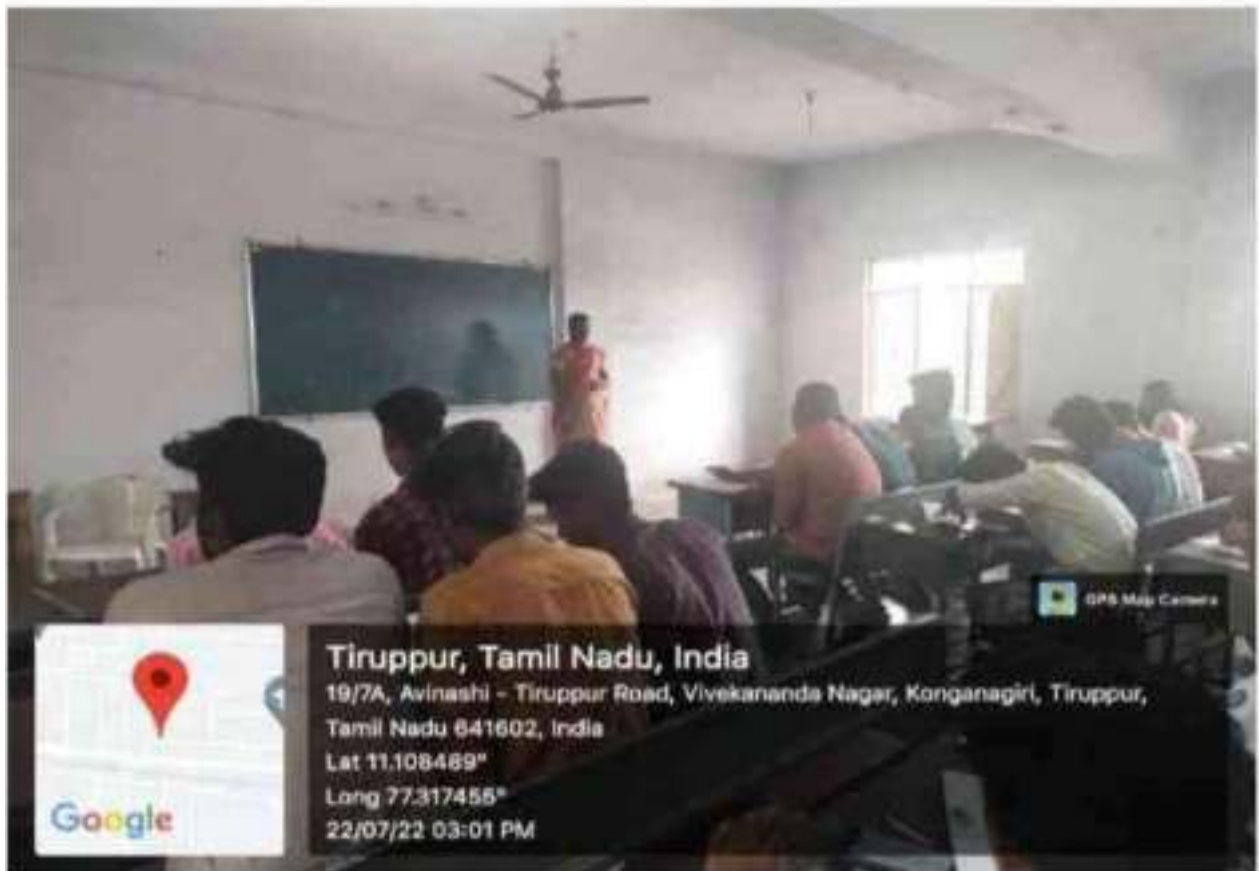 GPS Map Camera
Tiruppur, Tamil Nadu, India
19/7A, Avinashi - Tiruppur Road, Vivekananda Nagar, Konganagiri, Tiruppur,
Tamil Nadu 641602, India
Lat 11.108489°
Long 77.317455°
22/07/22 03:01 PM
Google